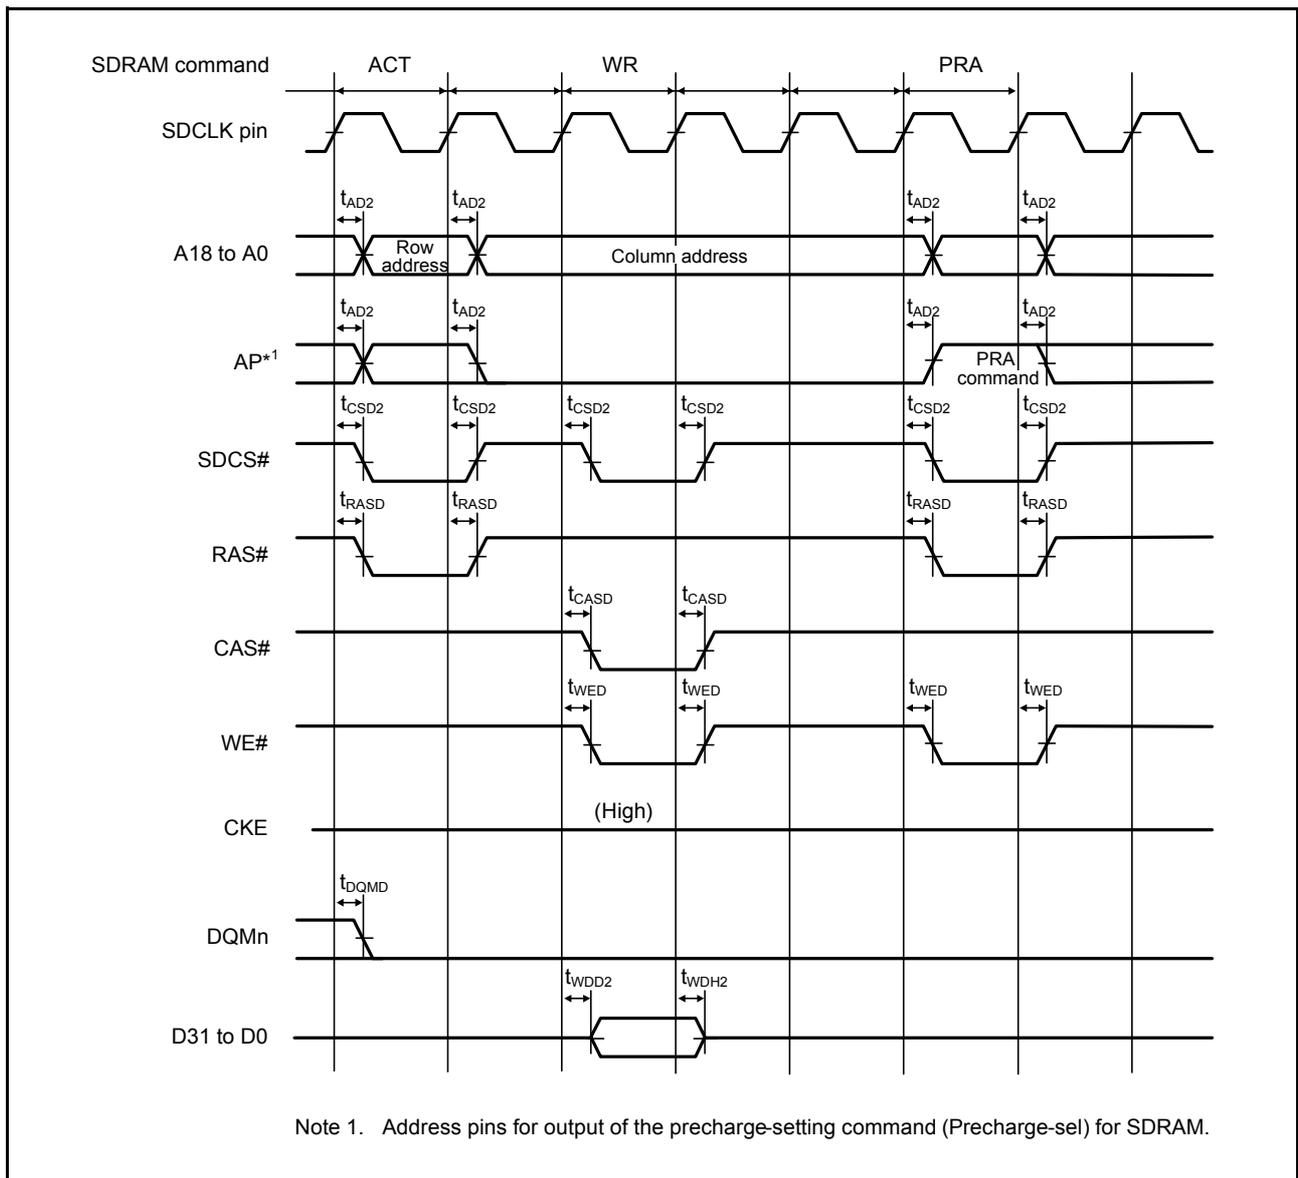 SDRAM command ACT WR PRA
SDCLK pin
tAD2 tAD2 tAD2 tAD2
A18 to A0 Row address Column address
tAD2 tAD2 tAD2 tAD2
AP*1 PRA command
tCSD2 tCSD2 tCSD2 tCSD2 tCSD2 tCSD2
SDCS#
tRASD tRASD tRASD tRASD
RAS#
tCASD tCASD
CAS#
tWED tWED tWED tWED
WE#
(High)
CKE
tDQMD
DQMn
tWDD2 tWDH2
D31 to D0
Note 1. Address pins for output of the precharge-setting command (Precharge-sel) for SDRAM.